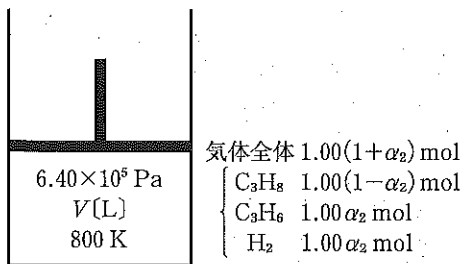 6.40×10⁵ Pa
V〔L〕
800 K
気体全体 1.00(1+α₂) mol
C₃H₈ 1.00(1−α₂) mol
C₃H₆ 1.00α₂ mol
H₂ 1.00α₂ mol